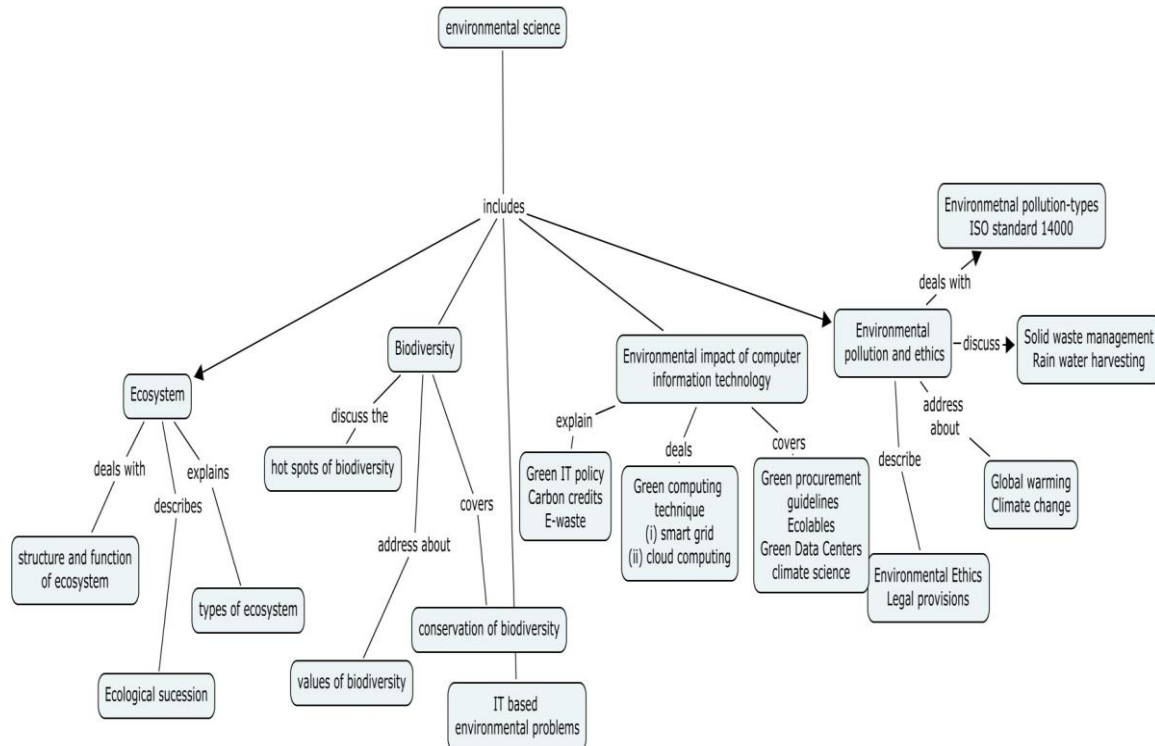 environmental science
includes
Environmetnal pollution-types
ISO standard 14000
deals with
Environmental
pollution and ethics
discuss
Solid waste management
Rain water harvesting
address
about
Global warming
Climate change
describe
Environmental Ethics
Legal provisions
Biodiversity
discuss the
hot spots of biodiversity
address about
values of biodiversity
covers
conservation of biodiversity
IT based
environmental problems
Environmental impact of computer
information technology
explain
Green IT policy
Carbon credits
E-waste
deals
Green computing
technique
(i) smart grid
(ii) cloud computing
covers
Green procurement
guidelines
Ecolables
Green Data Centers
climate science
Ecosystem
deals with
structure and function
of ecosystem
describes
Ecological sucession
explains
types of ecosystem